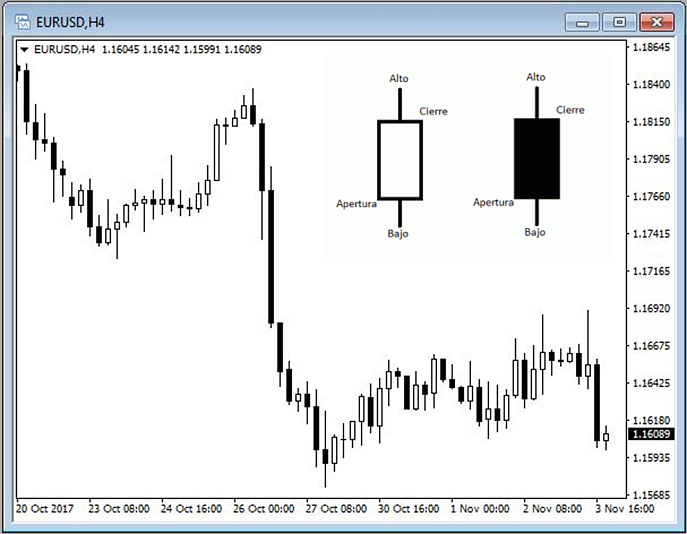 EURUSD,H4
EURUSD,H4 1.16045 1.16142 1.15991 1.16089
Alto
Cierre
Apertura
Bajo
Alto
Cierre
Apertura
Bajo
1.18645
1.18400
1.18150
1.17905
1.17660
1.17415
1.17165
1.16920
1.16675
1.16425
1.16180
1.16089
1.15935
1.15685
20 Oct 2017 23 Oct 08:00 24 Oct 16:00 26 Oct 00:00 27 Oct 08:00 30 Oct 16:00 1 Nov 00:00 2 Nov 08:00 3 Nov 16:00